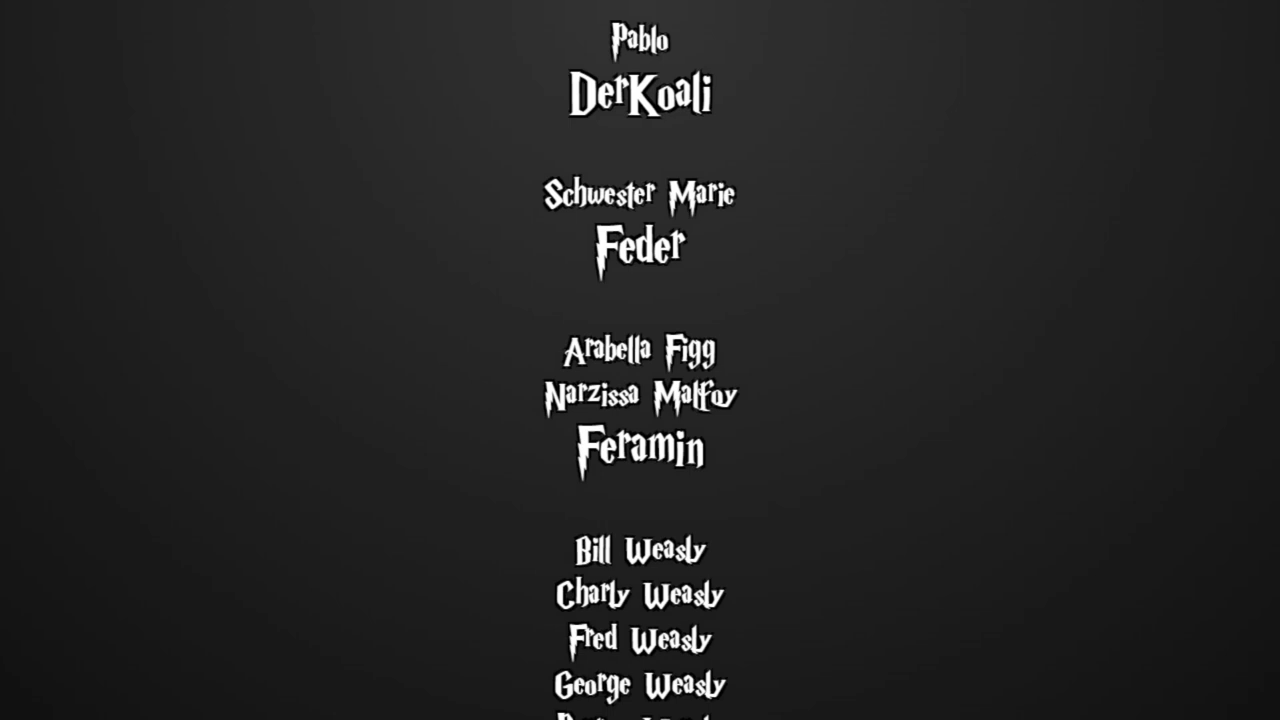 Pablo
DerKoali
Schwester Marie
Feder
Arabella Figg
Narzissa Malfoy
Feramin
Bill Weasly
Charly Weasly
Fred Weasly
George Weasly